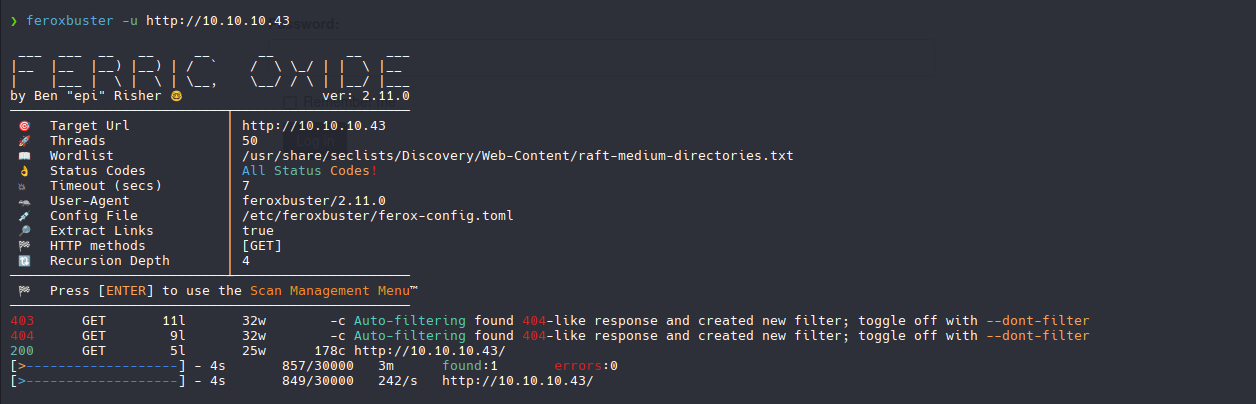 ❯ feroxbuster -u http://10.10.10.43
FERRIC OXIDE
by Ben "epi" Risher 🤓 ver: 2.11.0
🎯 Target Url │ http://10.10.10.43
🚀 Threads │ 50
📖 Wordlist │ /usr/share/seclists/Discovery/Web-Content/raft-medium-directories.txt
👌 Status Codes │ All Status Codes!
💥 Timeout (secs) │ 7
🦡 User-Agent │ feroxbuster/2.11.0
💉 Config File │ /etc/feroxbuster/ferox-config.toml
🔎 Extract Links │ true
🏁 HTTP methods │ [GET]
🔃 Recursion Depth │ 4
🏁 Press [ENTER] to use the Scan Management Menu™
403 GET 11l 32w -c Auto-filtering found 404-like response and created new filter; toggle off with --dont-filter
404 GET 9l 32w -c Auto-filtering found 404-like response and created new filter; toggle off with --dont-filter
200 GET 5l 25w 178c http://10.10.10.43/
[>-------------------] - 4s 857/30000 3m found:1 errors:0
[>-------------------] - 4s 849/30000 242/s http://10.10.10.43/